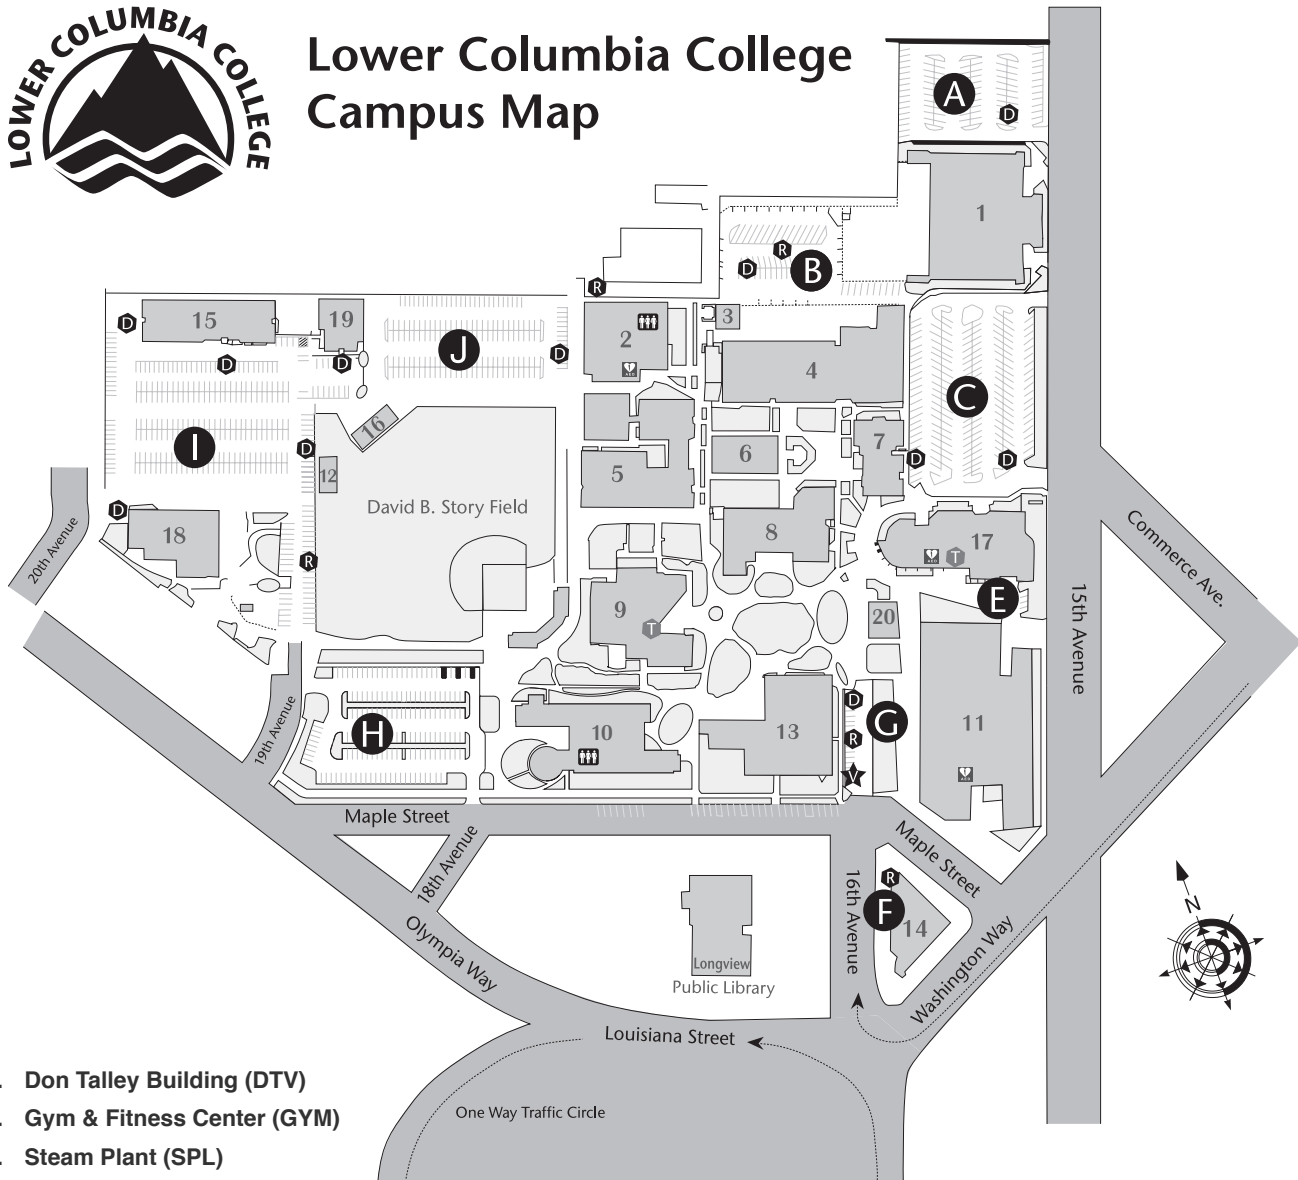 LOWER COLUMBIA COLLEGE
Lower Columbia College
Campus Map
A
D
1
R
D
B
R
D
15
19
2
3
D
J
D
D
4
C
16
I
D
7
12
6
D
D
5
David B. Story Field
D
18
8
17
T
20th Avenue
R
Commerce Ave.
E
15th Avenue
9
T
20
D
G
19th Avenue
H
10
13
R
11
V
Maple Street
18th Avenue
Maple Street
16th Avenue
R
F
14
N
Olympia Way
Longview
Public Library
Washington Way
Louisiana Street
. Don Talley Building (DTV)
One Way Traffic Circle
. Gym & Fitness Center (GYM)
. Steam Plant (SPL)